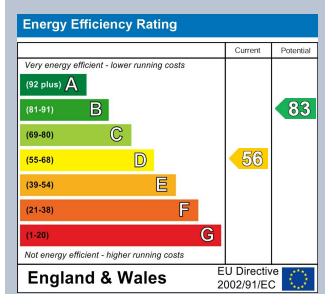 Energy Efficiency Rating
Current Potential
Very energy efficient - lower running costs
(92 plus) A
(81-91) B
83
(69-80) C
(55-68) D
56
(39-54) E
(21-38) F
(1-20) G
Not energy efficient - higher running costs
England & Wales
EU Directive
2002/91/EC